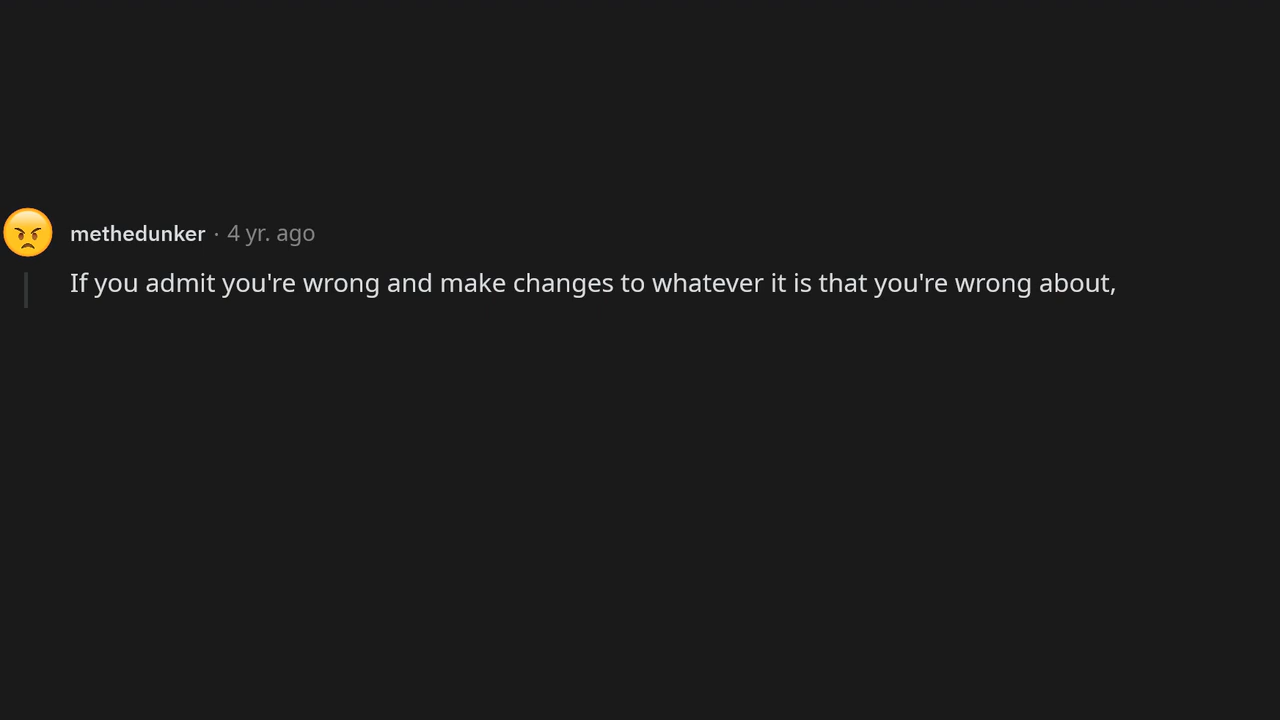 methedunker · 4 yr. ago
If you admit you're wrong and make changes to whatever it is that you're wrong about,